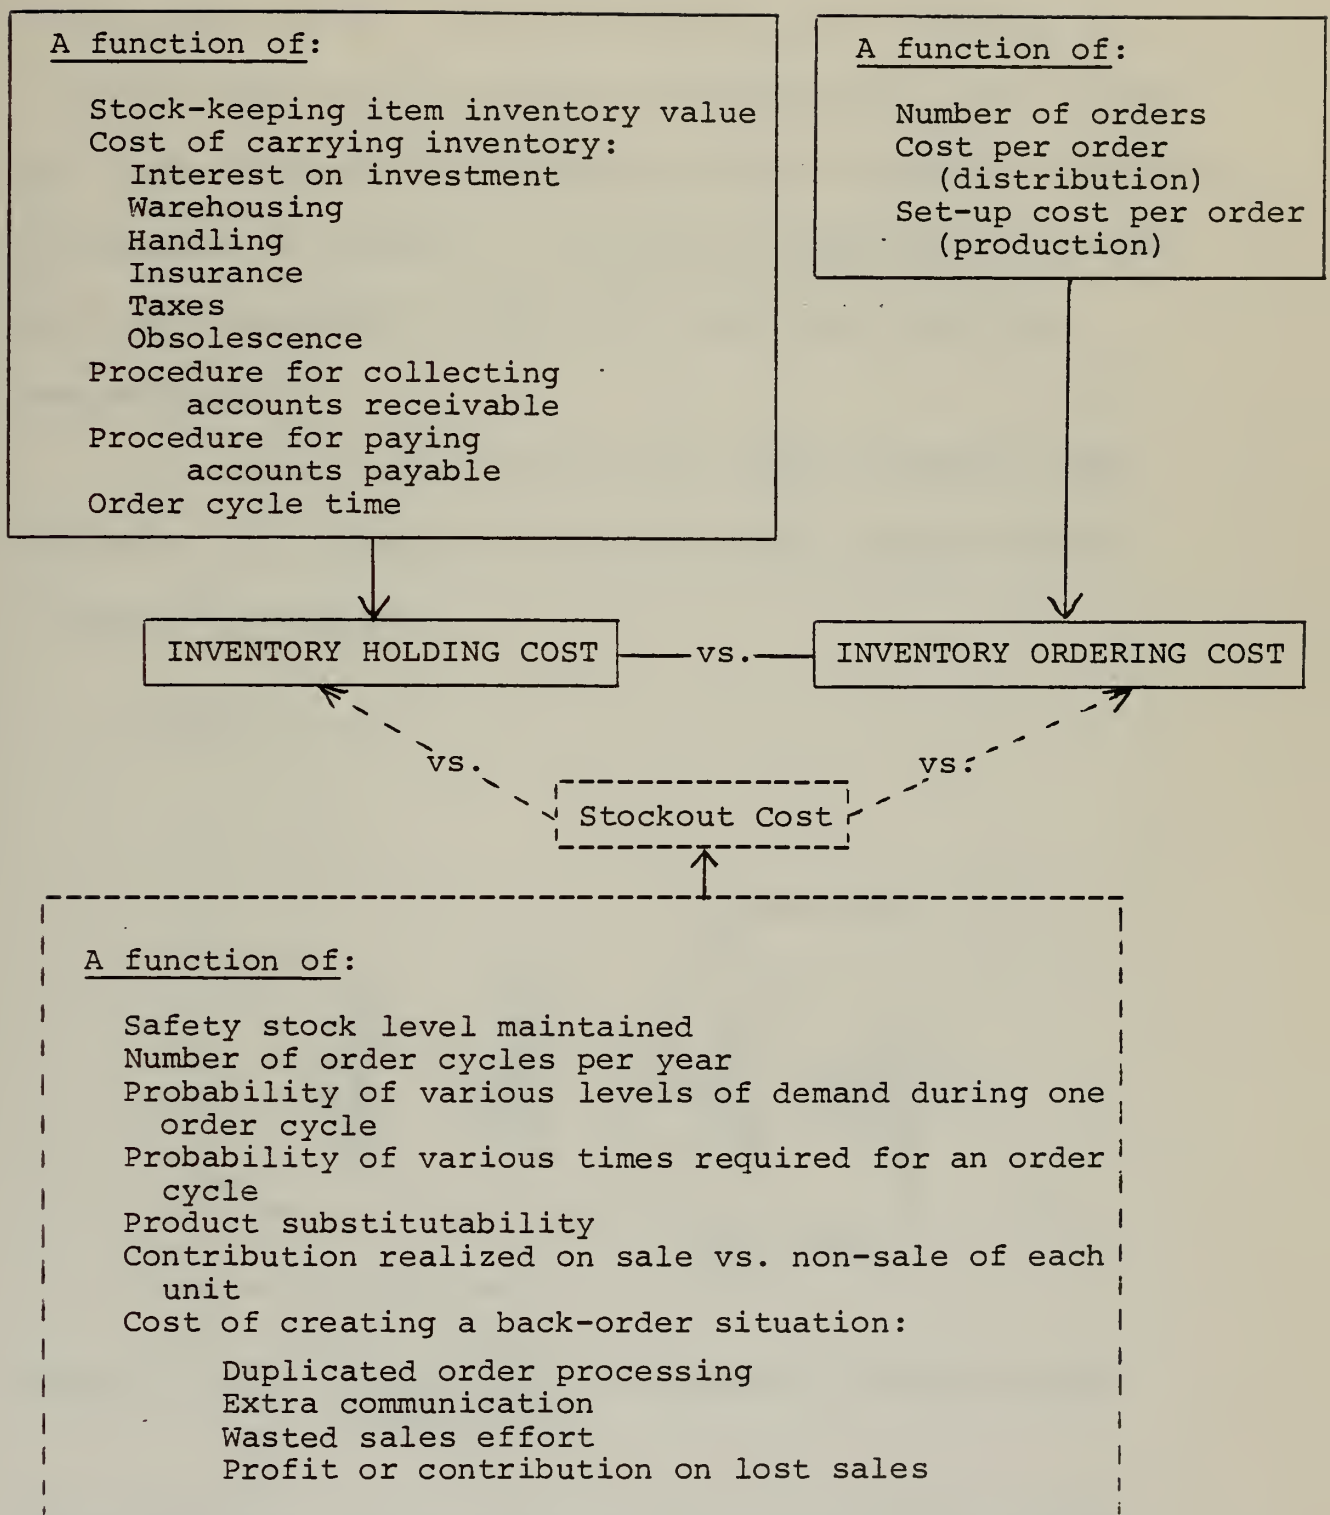 A function of:
Stock-keeping item inventory value
Cost of carrying inventory:
Interest on investment
Warehousing
Handling
Insurance
Taxes
Obsolescence
Procedure for collecting
accounts receivable
Procedure for paying
accounts payable
Order cycle time
A function of:
Number of orders
Cost per order
(distribution)
Set-up cost per order
(production)
INVENTORY HOLDING COST
vs.
INVENTORY ORDERING COST
vs.
vs.
Stockout Cost
A function of:
Safety stock level maintained
Number of order cycles per year
Probability of various levels of demand during one
order cycle
Probability of various times required for an order
cycle
Product substitutability
Contribution realized on sale vs. non-sale of each
unit
Cost of creating a back-order situation:
Duplicated order processing
Extra communication
Wasted sales effort
Profit or contribution on lost sales